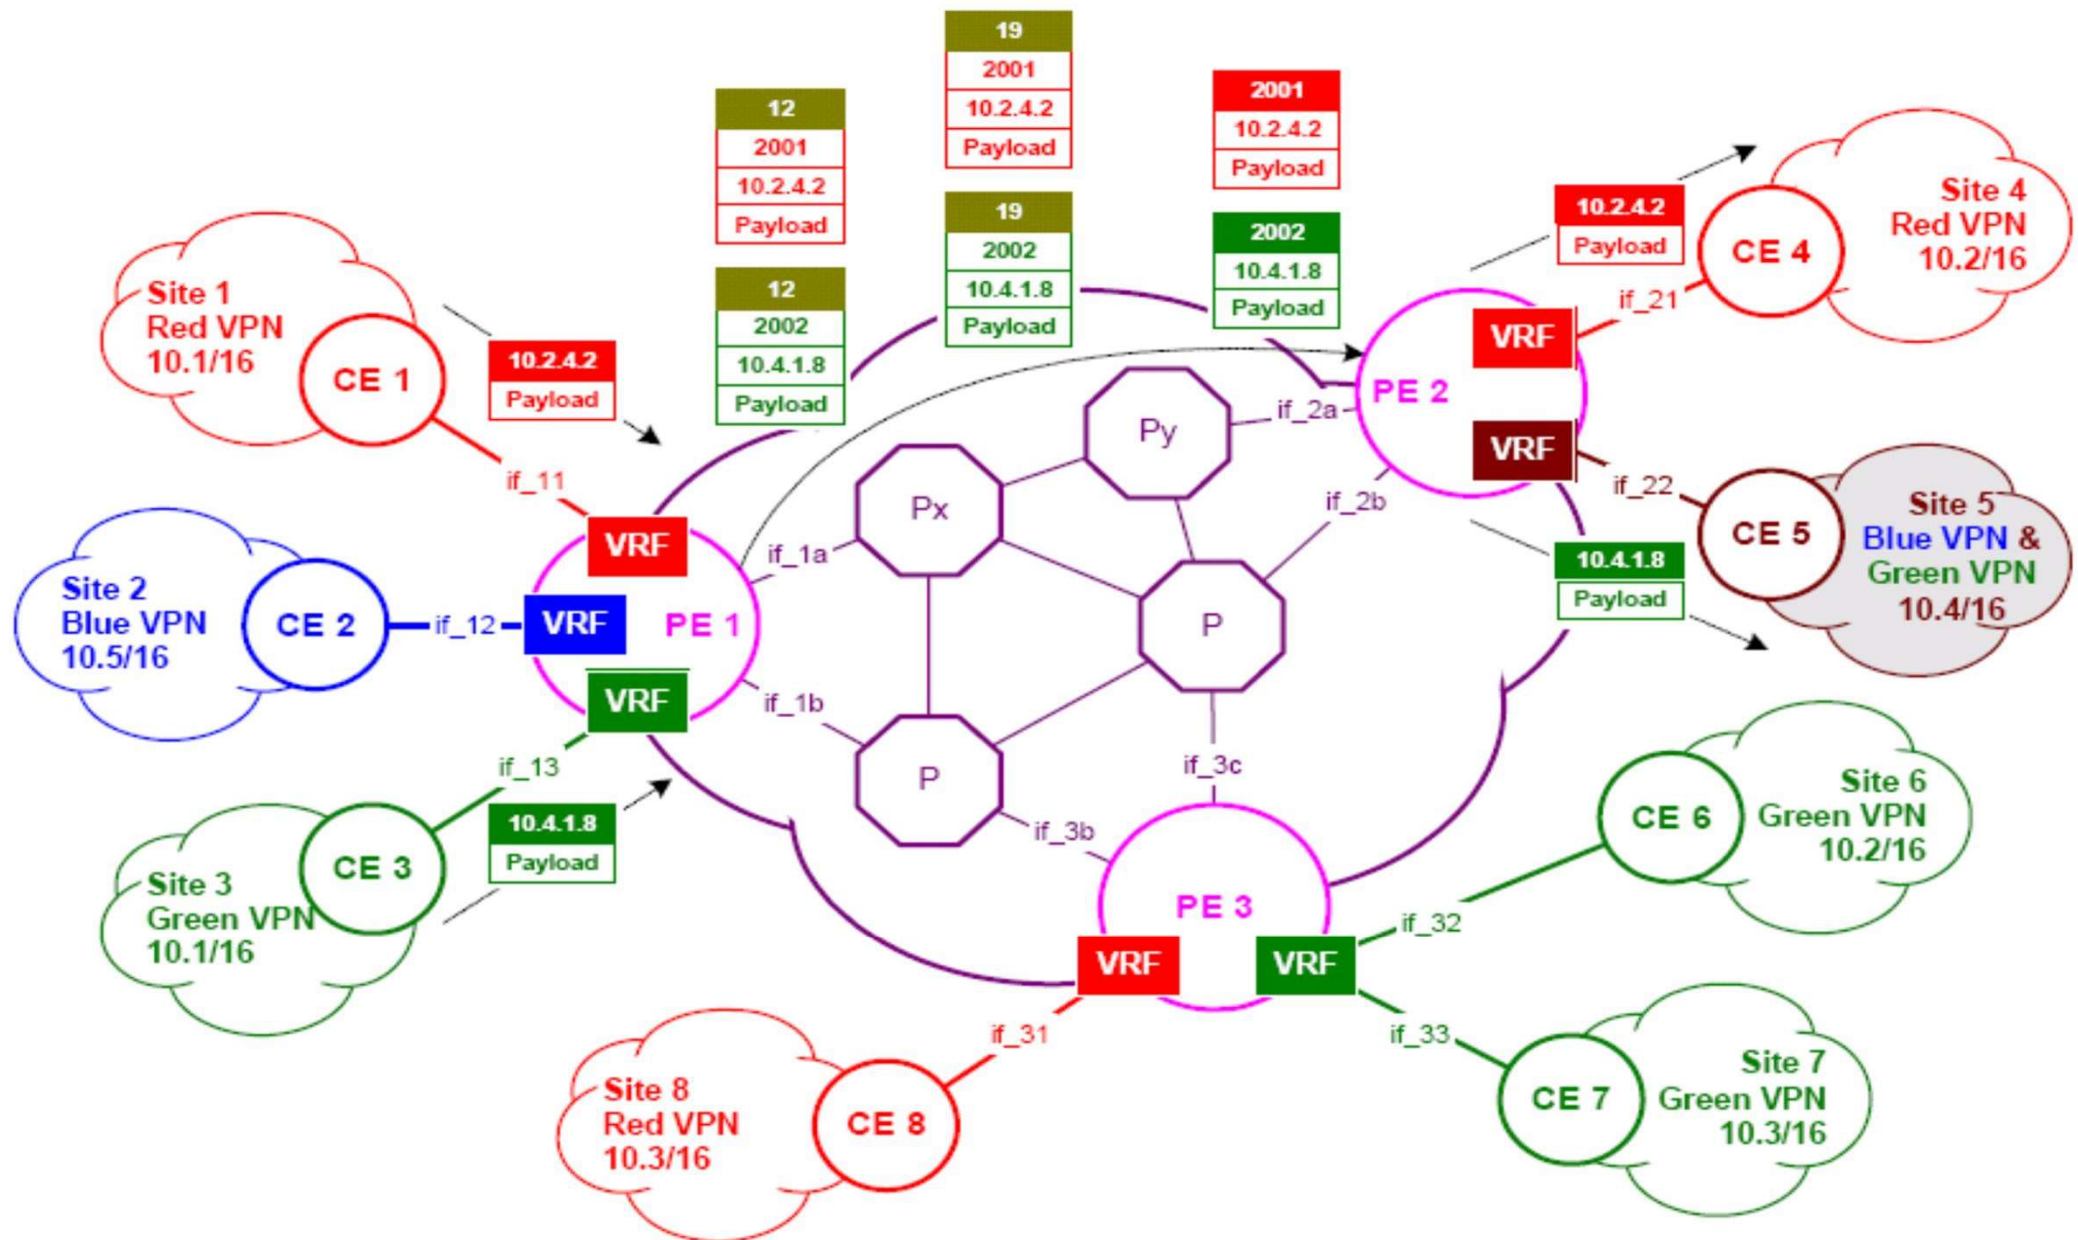 19
2001
10.2.4.2
Payload
12
2001
10.2.4.2
Payload
2001
10.2.4.2
Payload
19
2002
10.4.1.8
Payload
2002
10.4.1.8
Payload
12
2002
10.4.1.8
Payload
10.2.4.2
Payload
Site 4
Red VPN
10.2/16
CE 4
if_21
Site 1
Red VPN
10.1/16
CE 1
10.2.4.2
Payload
if_11
VRF
PE 2
VRF
if_22
CE 5
Site 5
Blue VPN &
Green VPN
10.4/16
10.4.1.8
Payload
Py
if_2a
if_2b
Px
if_1a
VRF
Site 2
Blue VPN
10.5/16
CE 2
if_12
VRF
PE 1
VRF
P
if_1b
P
if_3c
if_3b
if_13
10.4.1.8
Payload
CE 3
Site 3
Green VPN
10.1/16
CE 6
Site 6
Green VPN
10.2/16
PE 3
VRF
VRF
if_32
if_31
if_33
Site 8
Red VPN
10.3/16
CE 8
CE 7
Site 7
Green VPN
10.3/16